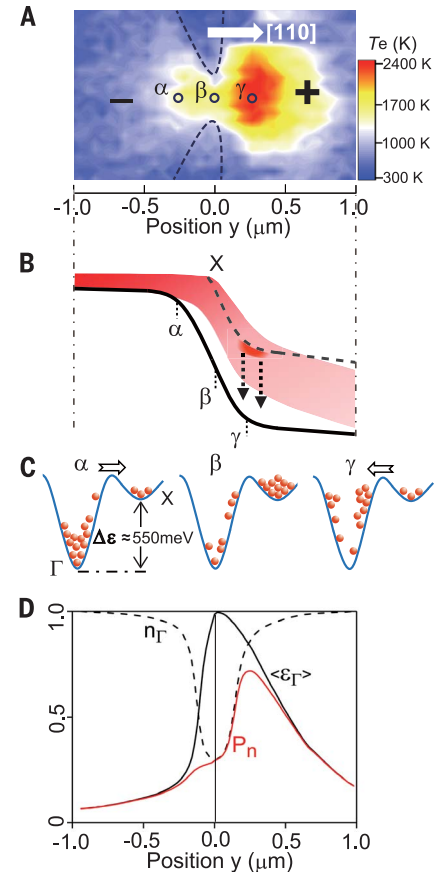 A
[110]
Te (K)
2400 K
1700 K
1000 K
300 K
α
β
γ
−
+
-1.0 -0.5 0.0 0.5 1.0
Position y (μm)
B
X
α
β
γ
C
α
β
γ
X
Δε ≈ 550meV
Γ
D
1.0
0.5
0
nΓ
<εΓ>
Pn
-1.0 -0.5 0.0 0.5 1.0
Position y (μm)